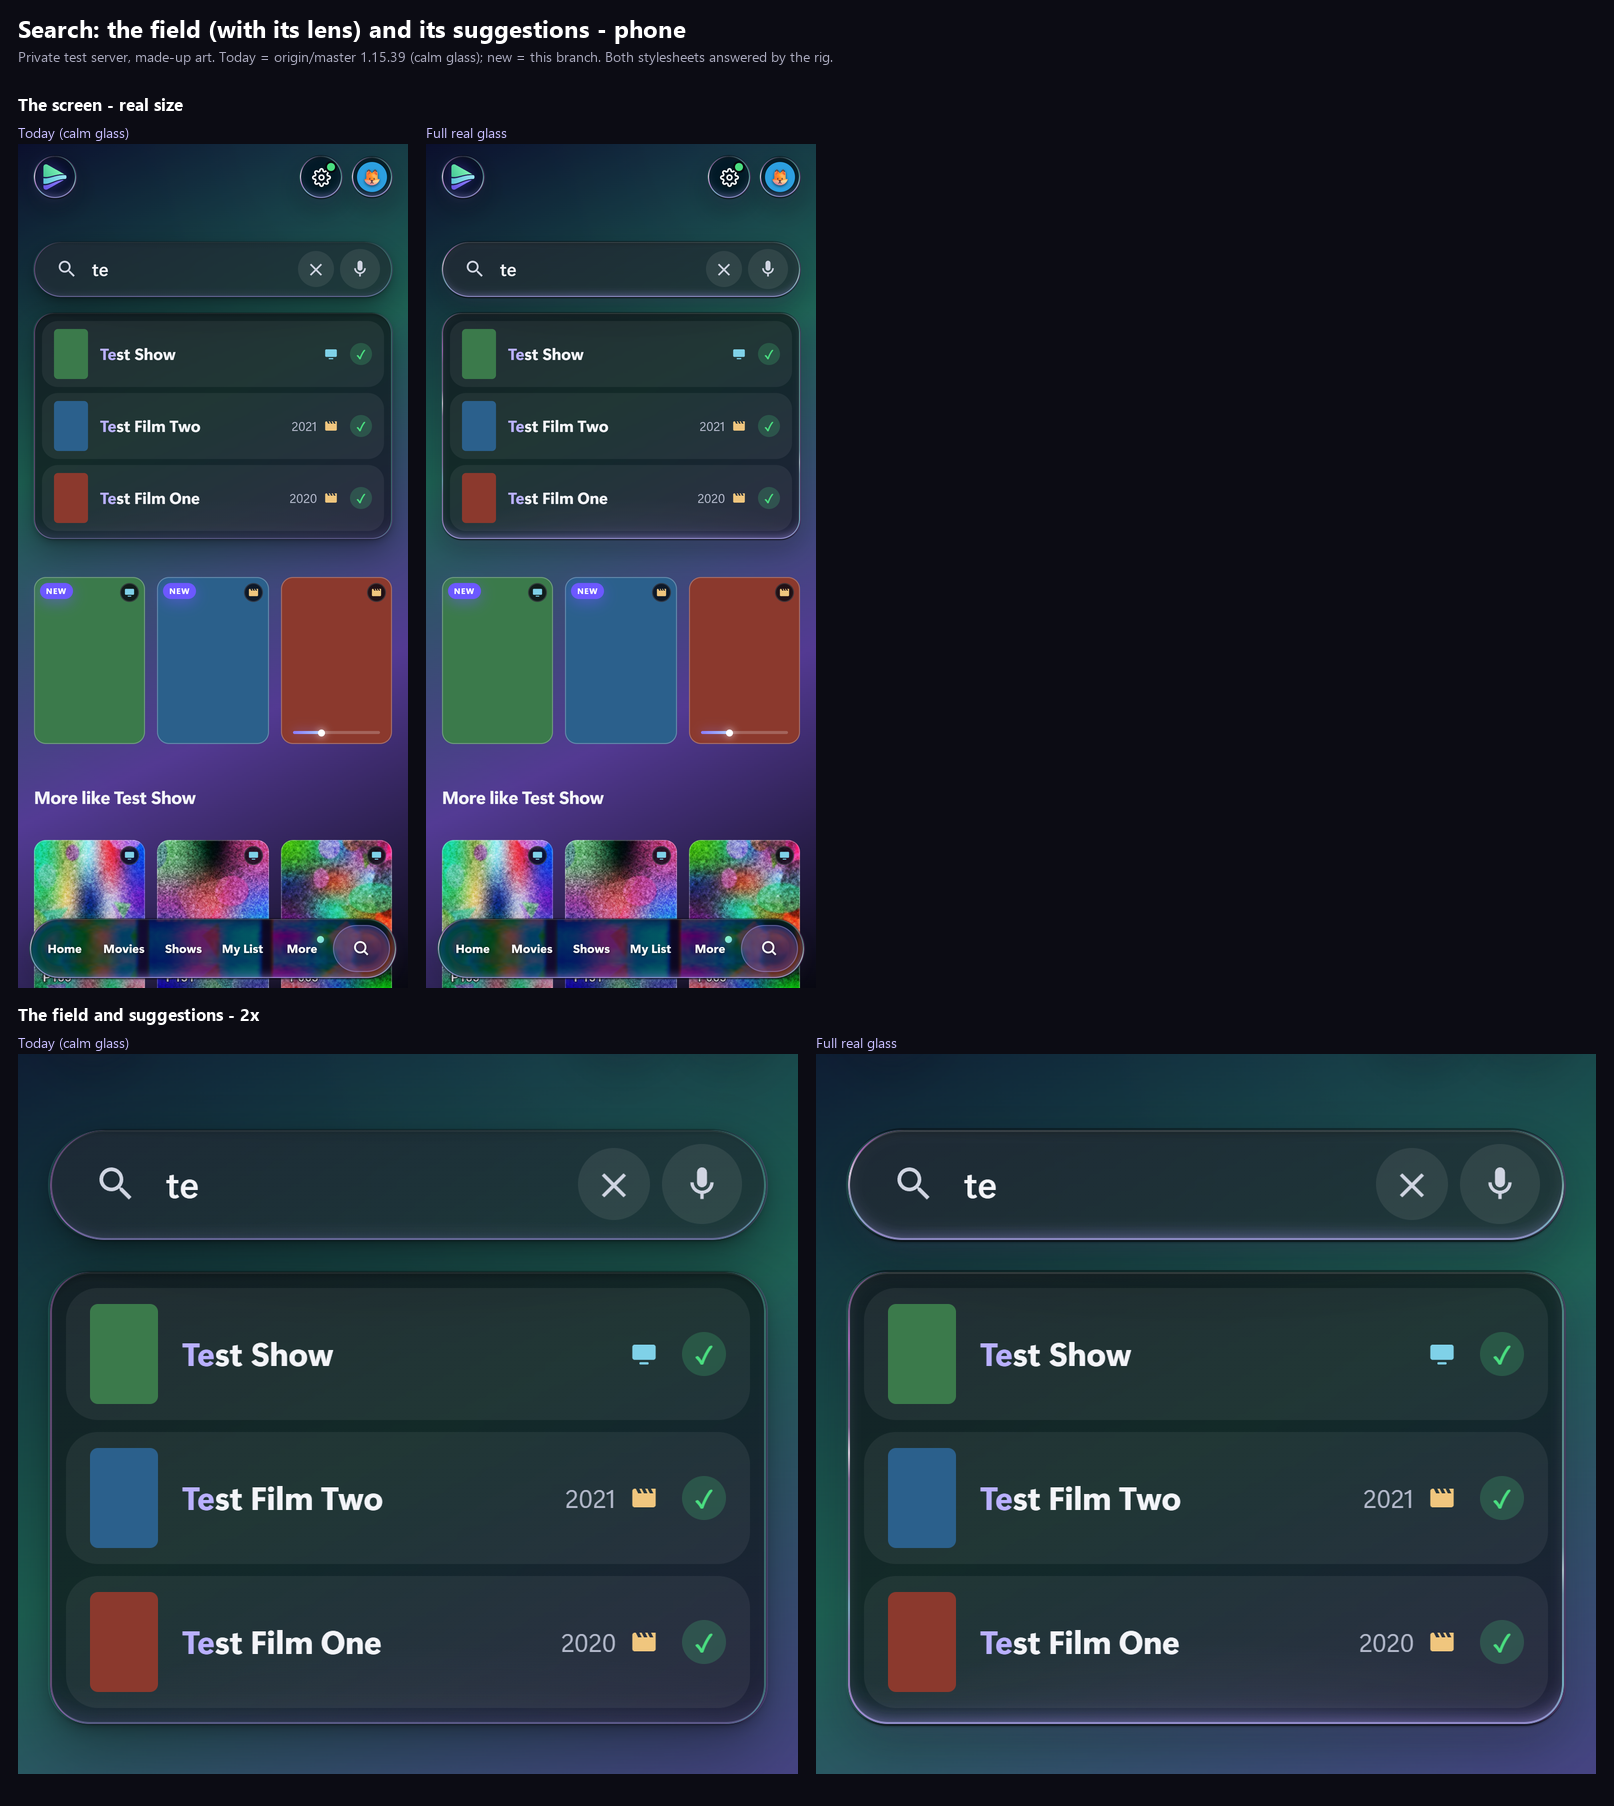 Search: the field (with its lens) and its suggestions - phone
Private test server, made-up art. Today = origin/master 1.15.39 (calm glass); new = this branch. Both stylesheets answered by the rig.
The screen - real size
Today (calm glass)
Full real glass
te
Test Show
Test Film Two 2021
Test Film One 2020
NEW
NEW
More like Test Show
Home Movies Shows My List More
te
Test Show
Test Film Two 2021
Test Film One 2020
NEW
NEW
More like Test Show
Home Movies Shows My List More
The field and suggestions - 2x
Today (calm glass)
te
Test Show
Test Film Two 2021
Test Film One 2020
Full real glass
te
Test Show
Test Film Two 2021
Test Film One 2020